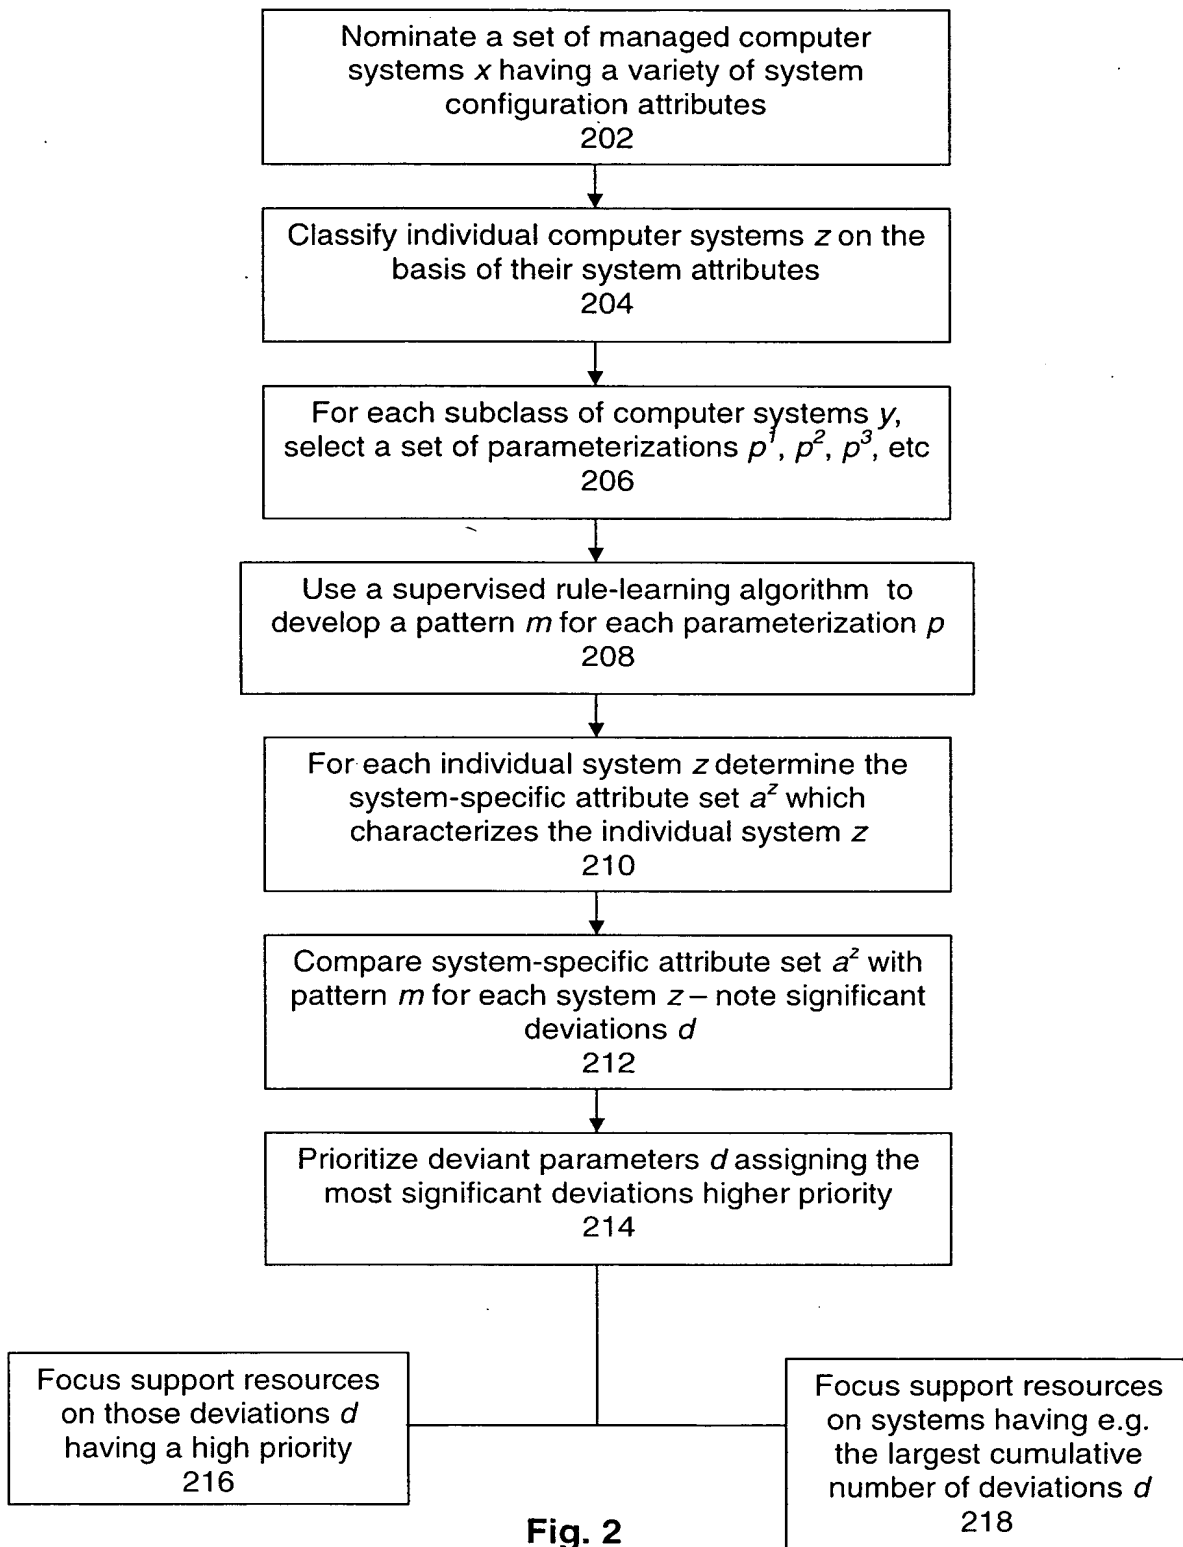 Nominate a set of managed computer
systems x having a variety of system
configuration attributes
202
Classify individual computer systems z on the
basis of their system attributes
204
For each subclass of computer systems y,
select a set of parameterizations p¹, p², p³, etc
206
Use a supervised rule-learning algorithm to
develop a pattern m for each parameterization p
208
For each individual system z determine the
system-specific attribute set aᶻ which
characterizes the individual system z
210
Compare system-specific attribute set aᶻ with
pattern m for each system z – note significant
deviations d
212
Prioritize deviant parameters d assigning the
most significant deviations higher priority
214
Focus support resources
on those deviations d
having a high priority
216
Focus support resources
on systems having e.g.
the largest cumulative
number of deviations d
218
Fig. 2